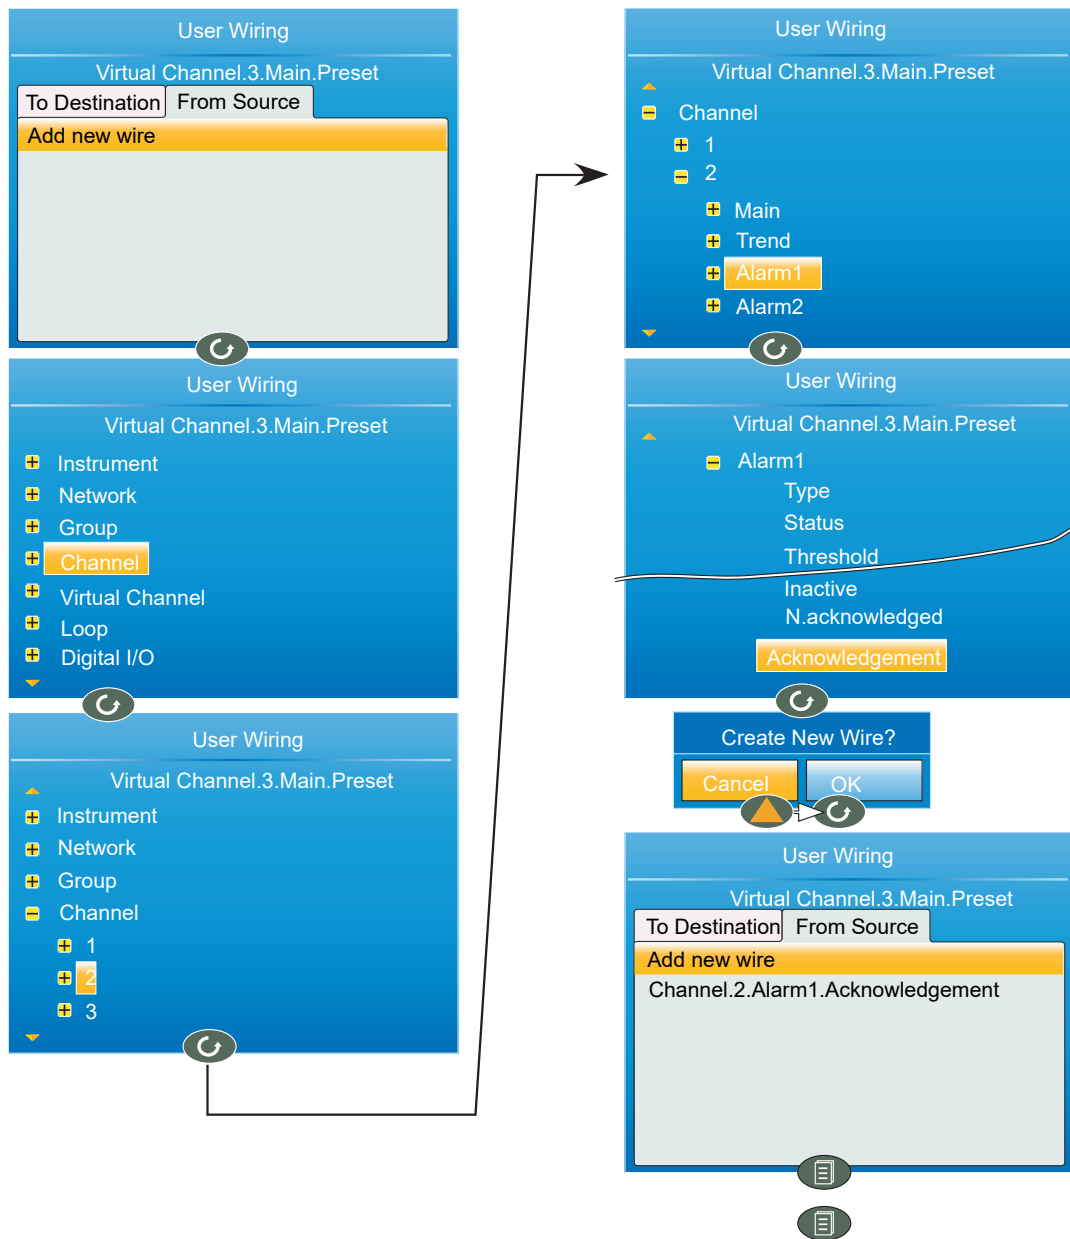 User Wiring
Virtual Channel.3.Main.Preset
To Destination
From Source
Add new wire
User Wiring
Virtual Channel.3.Main.Preset
Instrument
Network
Group
Channel
Virtual Channel
Loop
Digital I/O
User Wiring
Virtual Channel.3.Main.Preset
Instrument
Network
Group
Channel
1
2
3
User Wiring
Virtual Channel.3.Main.Preset
Channel
1
2
Main
Trend
Alarm1
Alarm2
User Wiring
Virtual Channel.3.Main.Preset
Alarm1
Type
Status
Threshold
Inactive
N.acknowledged
Acknowledgement
Create New Wire?
Cancel
OK
User Wiring
Virtual Channel.3.Main.Preset
To Destination
From Source
Add new wire
Channel.2.Alarm1.Acknowledgement